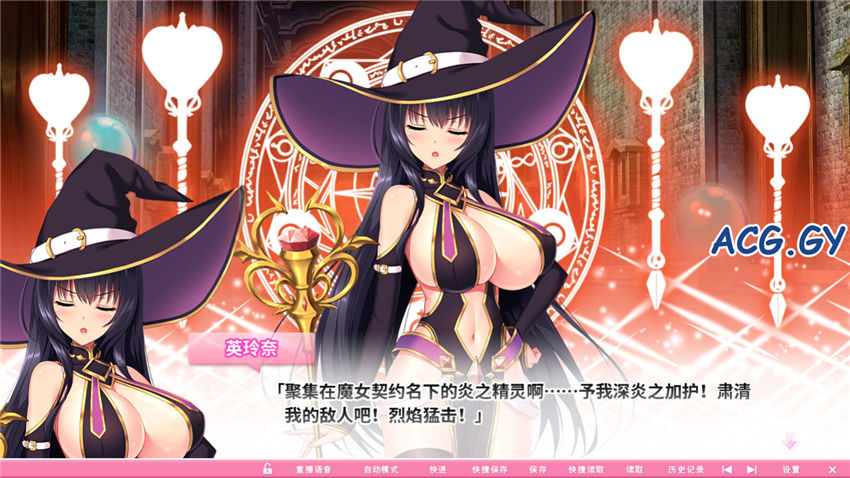 ACG.GY
英玲奈
「聚集在魔女契约名下的炎之精灵啊……予我深炎之加护！肃清
我的敌人吧！烈焰猛击！」
重播语音 自动模式 快进 快捷保存 保存 快捷读取 读取 历史记录 设置